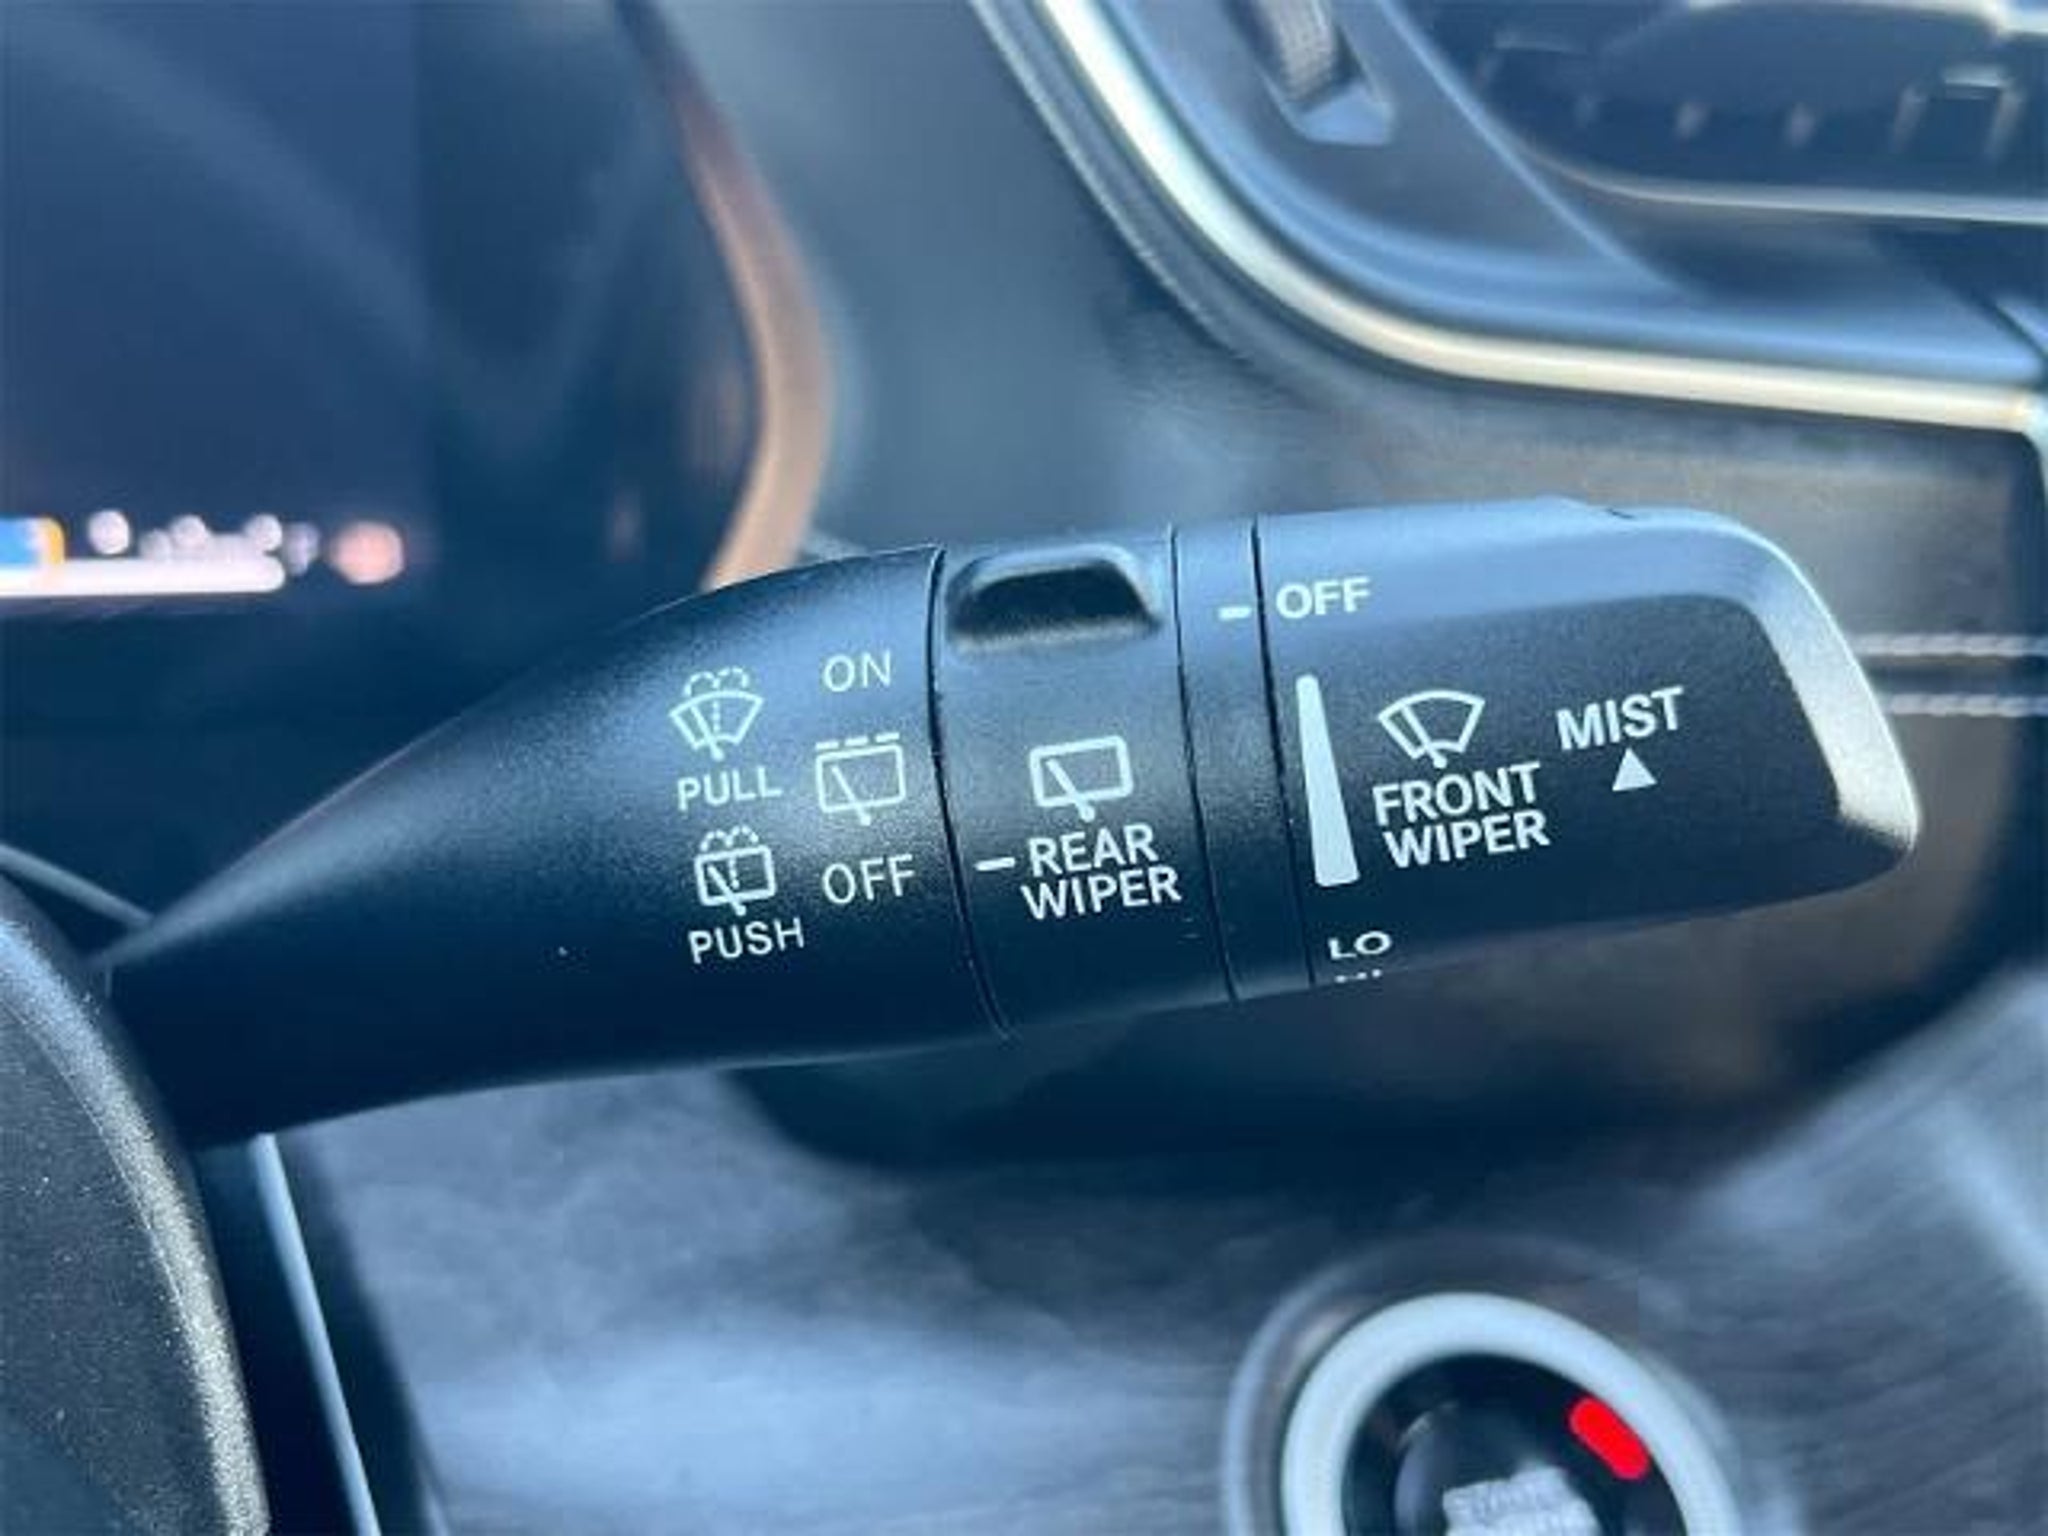 ON
PULL
OFF
PUSH
REAR
WIPER
OFF
FRONT
WIPER
MIST
LO